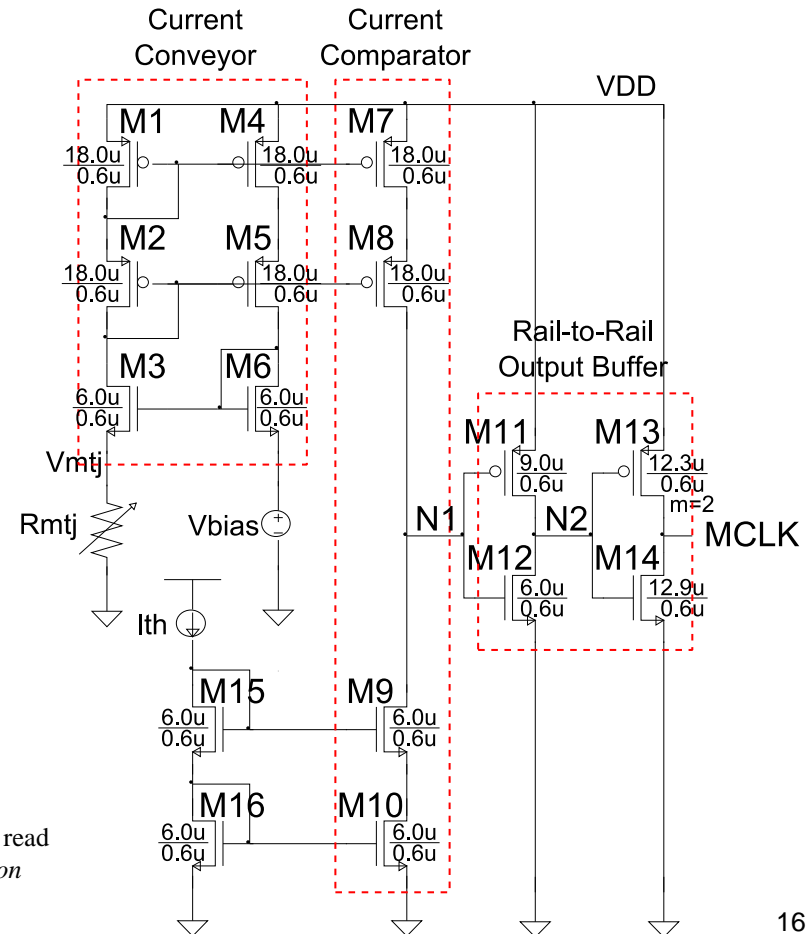 Current
Conveyor
Current
Comparator
VDD
M1
M4
M7
18.0u
0.6u
18.0u
0.6u
18.0u
0.6u
M2
M5
M8
18.0u
0.6u
18.0u
0.6u
18.0u
0.6u
Rail-to-Rail
Output Buffer
M3
M6
6.0u
0.6u
6.0u
0.6u
M11
M13
Vmtj
9.0u
0.6u
12.3u
0.6u
m=2
Rmtj
Vbias
N1
N2
MCLK
M12
M14
6.0u
0.6u
12.9u
0.6u
Ith
M15
M9
6.0u
0.6u
6.0u
0.6u
M16
M10
6.0u
0.6u
6.0u
0.6u
read
on
16